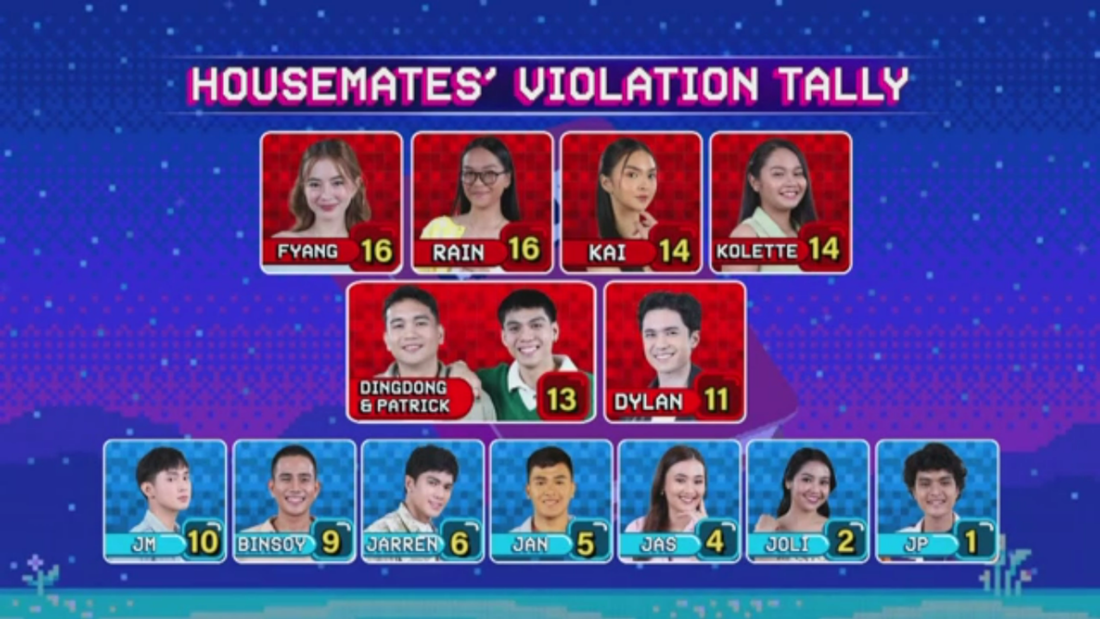 HOUSEMATES' VIOLATION TALLY
FYANG 16
RAIN 16
KAI 14
KOLETTE 14
DINGDONG
& PATRICK 13
DYLAN 11
JM 10
BINSOY 9
JARREN 6
JAN 5
JAS 4
JOLI 2
JP 1